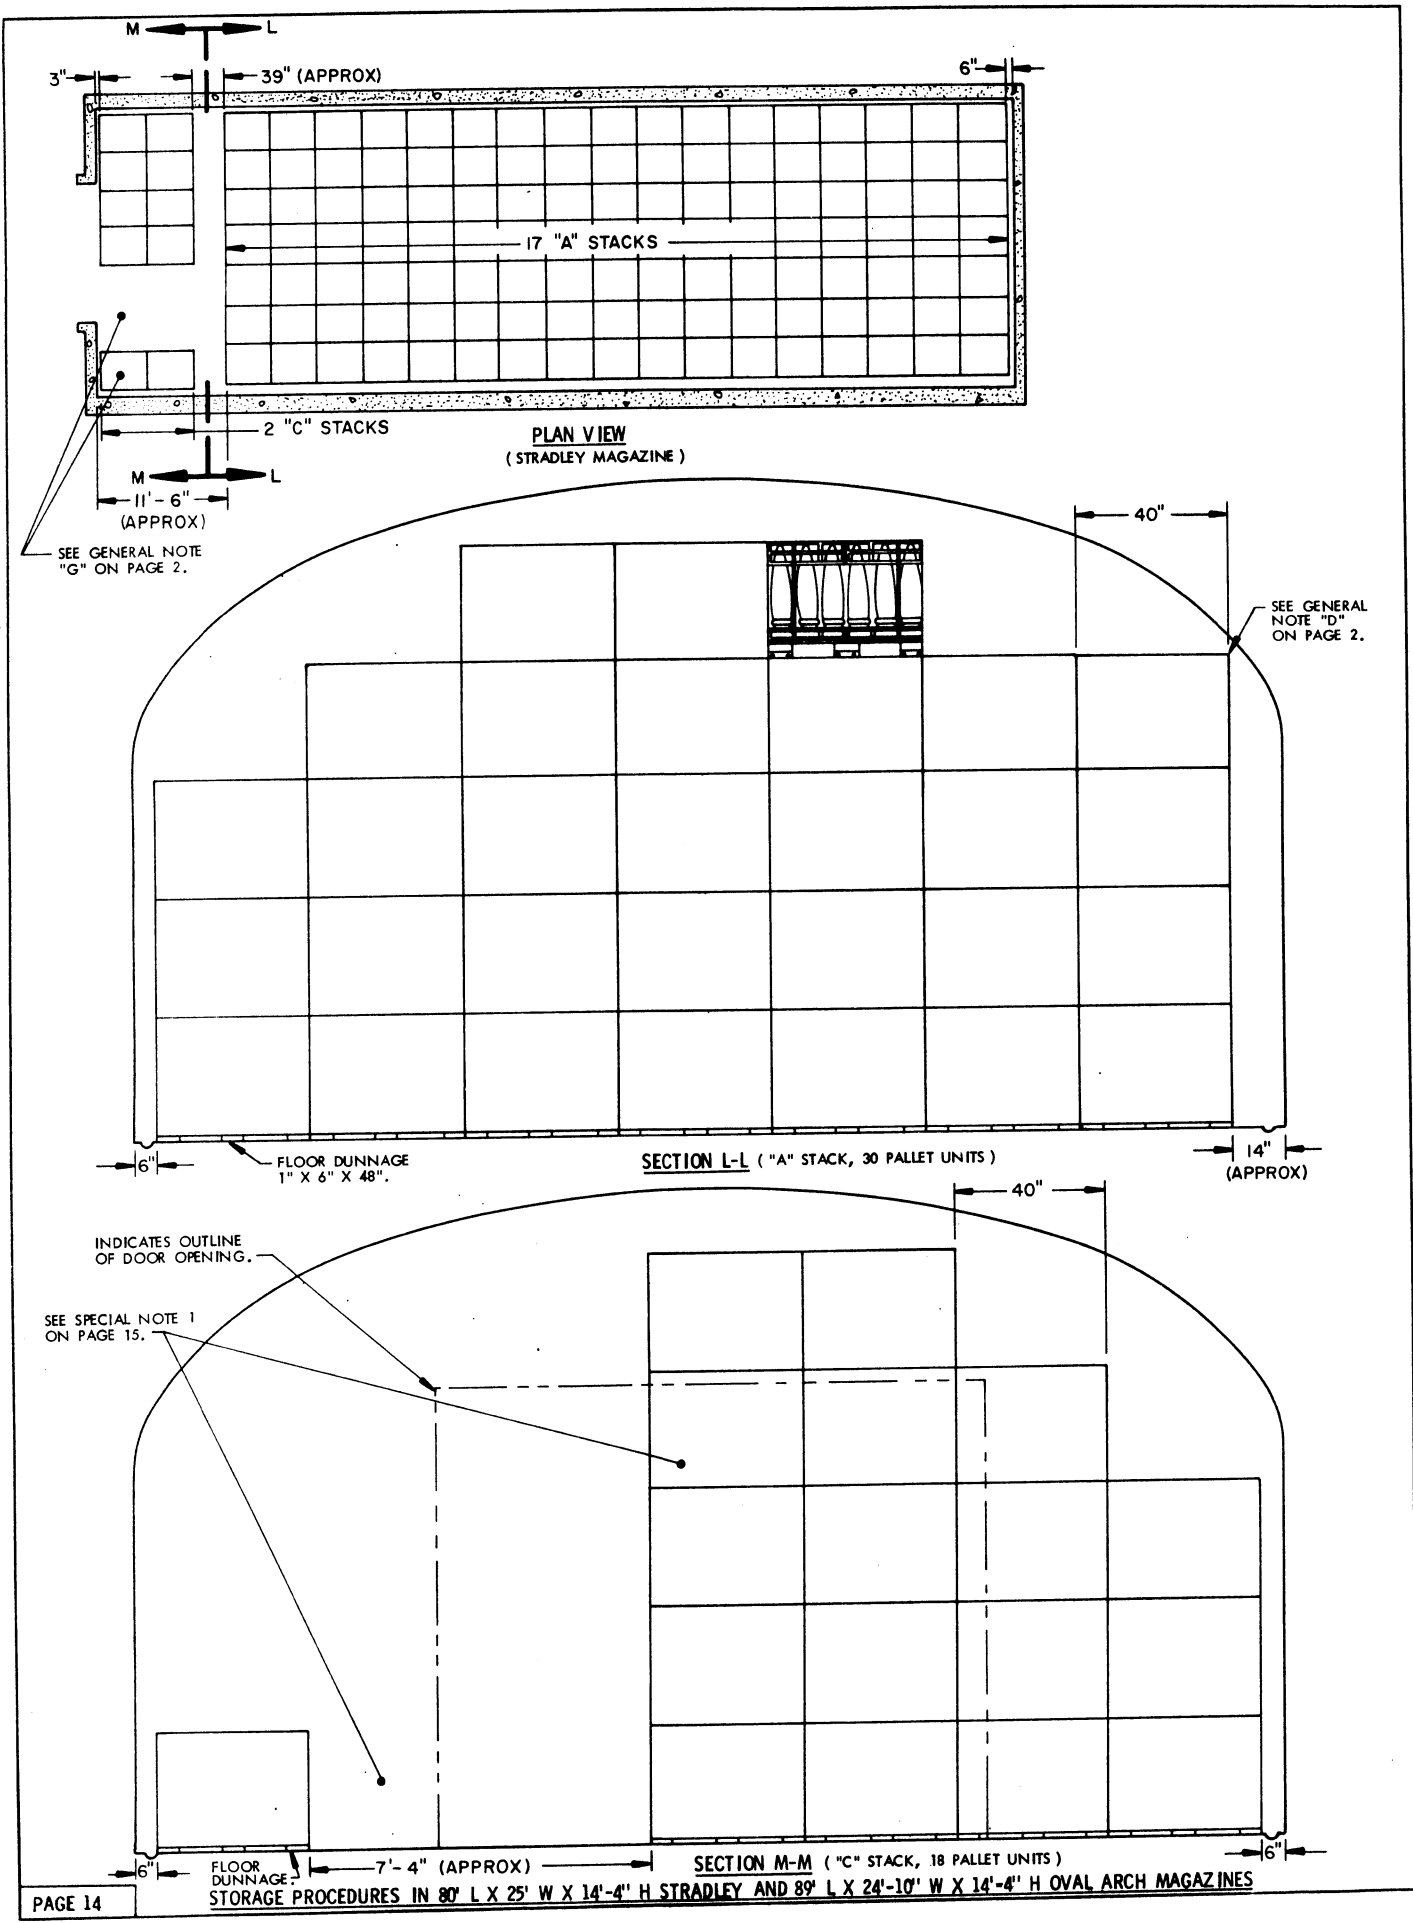 M L
3" 39" (APPROX) 6"
17 "A" STACKS
2 "C" STACKS
PLAN VIEW
(STRADLEY MAGAZINE)
M L
11'-6"
(APPROX)
SEE GENERAL NOTE
"G" ON PAGE 2.
40"
SEE GENERAL
NOTE "D"
ON PAGE 2.
6"
FLOOR DUNNAGE
1" X 6" X 48".
SECTION L-L ("A" STACK, 30 PALLET UNITS)
14"
(APPROX)
40"
INDICATES OUTLINE
OF DOOR OPENING.
SEE SPECIAL NOTE 1
ON PAGE 15.
6"
FLOOR
DUNNAGE.
7'-4" (APPROX)
SECTION M-M ("C" STACK, 18 PALLET UNITS)
6"
STORAGE PROCEDURES IN 80' L X 25' W X 14'-4" H STRADLEY AND 89' L X 24'-10" W X 14'-4" H OVAL ARCH MAGAZINES
PAGE 14